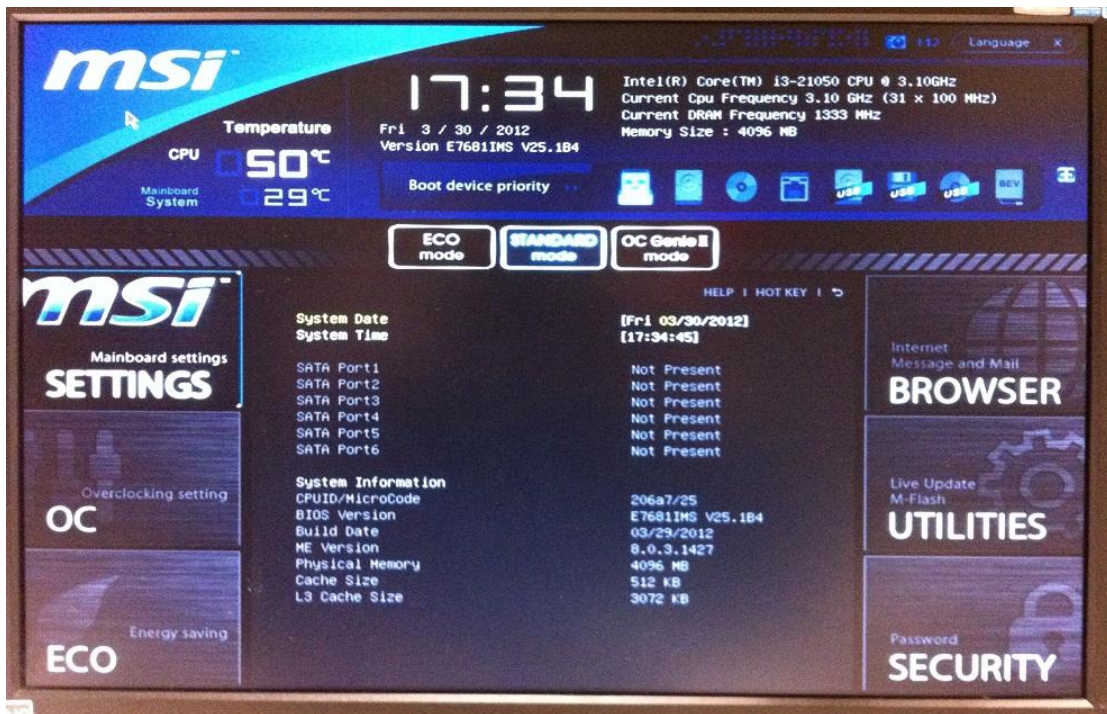 msi
F12 Language X
17:34
Intel(R) Core(TM) i3-21050 CPU @ 3.10GHz
Current Cpu Frequency 3.10 GHz (31 x 100 MHz)
Current DRAM Frequency 1333 MHz
Memory Size : 4096 MB
Temperature
Fri 3 / 30 / 2012
Version E7681IMS V25.1B4
CPU 50℃
Mainboard
System 29℃
Boot device priority
USB USB USB BEV
ECO
mode
STANDARD
mode
OC Genie II
mode
HELP | HOT KEY |
msi
Mainboard settings
SETTINGS
Overclocking setting
OC
Energy saving
ECO
System Date [Fri 03/30/2012]
System Time [17:34:45]
SATA Port1 Not Present
SATA Port2 Not Present
SATA Port3 Not Present
SATA Port4 Not Present
SATA Port5 Not Present
SATA Port6 Not Present
System Information
CPUID/MicroCode 206a7/25
BIOS Version E7681IMS V25.1B4
Build Date 03/29/2012
ME Version 8.0.3.1427
Physical Memory 4096 MB
Cache Size 512 KB
L3 Cache Size 3072 KB
Internet
Message and Mail
BROWSER
Live Update
M-Flash
UTILITIES
Password
SECURITY